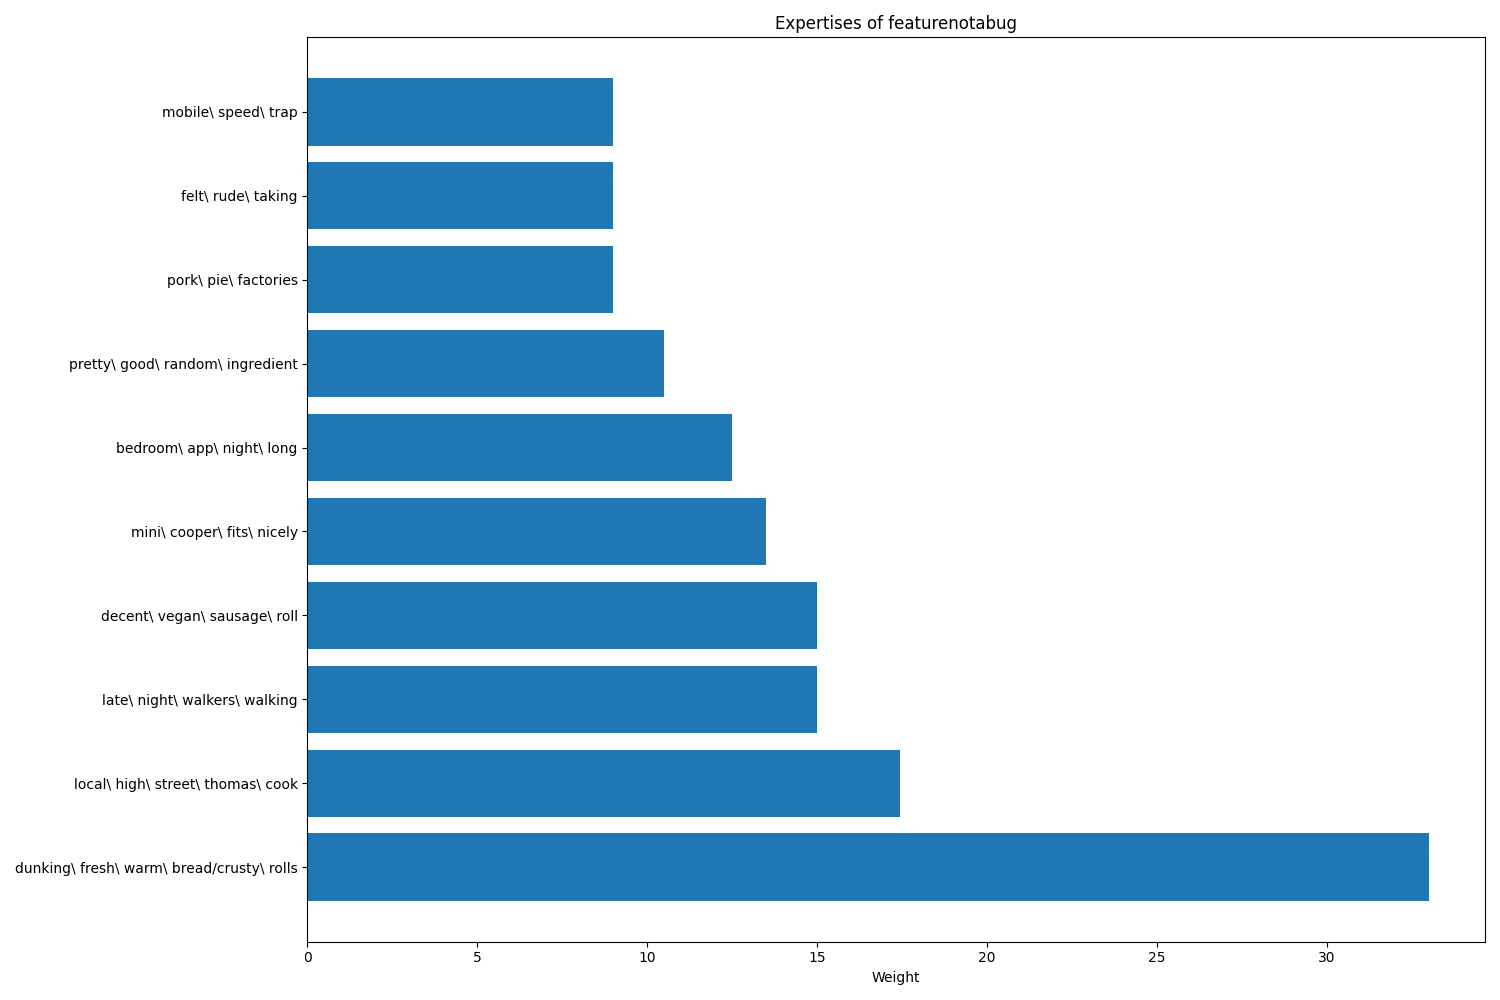 Expertises of featurenotabug
mobile\ speed\ trap
felt\ rude\ taking
pork\ pie\ factories
pretty\ good\ random\ ingredient
bedroom\ app\ night\ long
mini\ cooper\ fits\ nicely
decent\ vegan\ sausage\ roll
late\ night\ walkers\ walking
local\ high\ street\ thomas\ cook
dunking\ fresh\ warm\ bread/crusty\ rolls
0 5 10 15 20 25 30
Weight